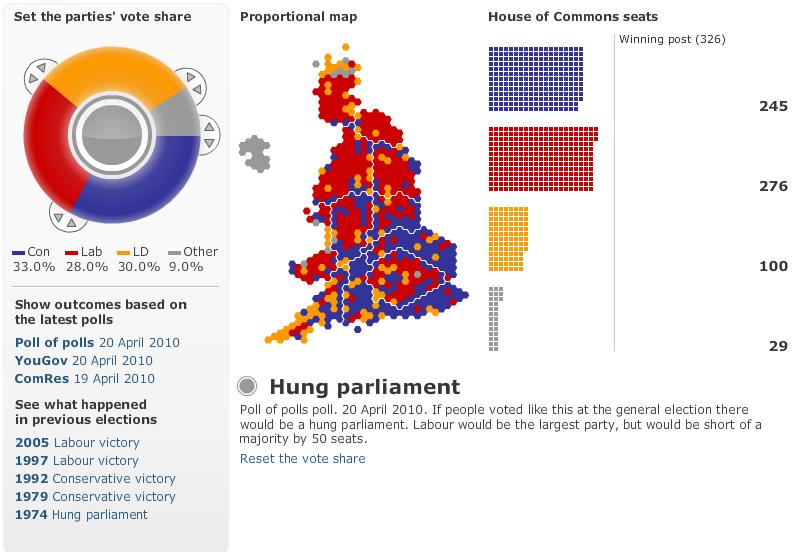 Set the parties' vote share
Con Lab LD Other
33.0% 28.0% 30.0% 9.0%
Show outcomes based on
the latest polls
Poll of polls 20 April 2010
YouGov 20 April 2010
ComRes 19 April 2010
See what happened
in previous elections
2005 Labour victory
1997 Labour victory
1992 Conservative victory
1979 Conservative victory
1974 Hung parliament
Proportional map
House of Commons seats
Winning post (326)
245
276
100
29
Hung parliament
Poll of polls poll. 20 April 2010. If people voted like this at the general election there
would be a hung parliament. Labour would be the largest party, but would be short of a
majority by 50 seats.
Reset the vote share